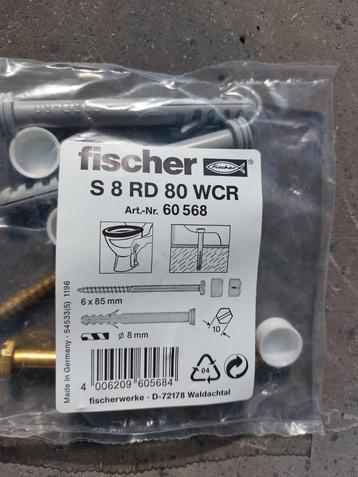 fischer
fischer
S 8 RD 80 WCR
Art.-Nr. 60 568
6 x 85 mm
10
ø 8 mm
4 006209 605684
04
fischerwerke · D-72178 Waldachtal
Made in Germany · 54533(5) 1196